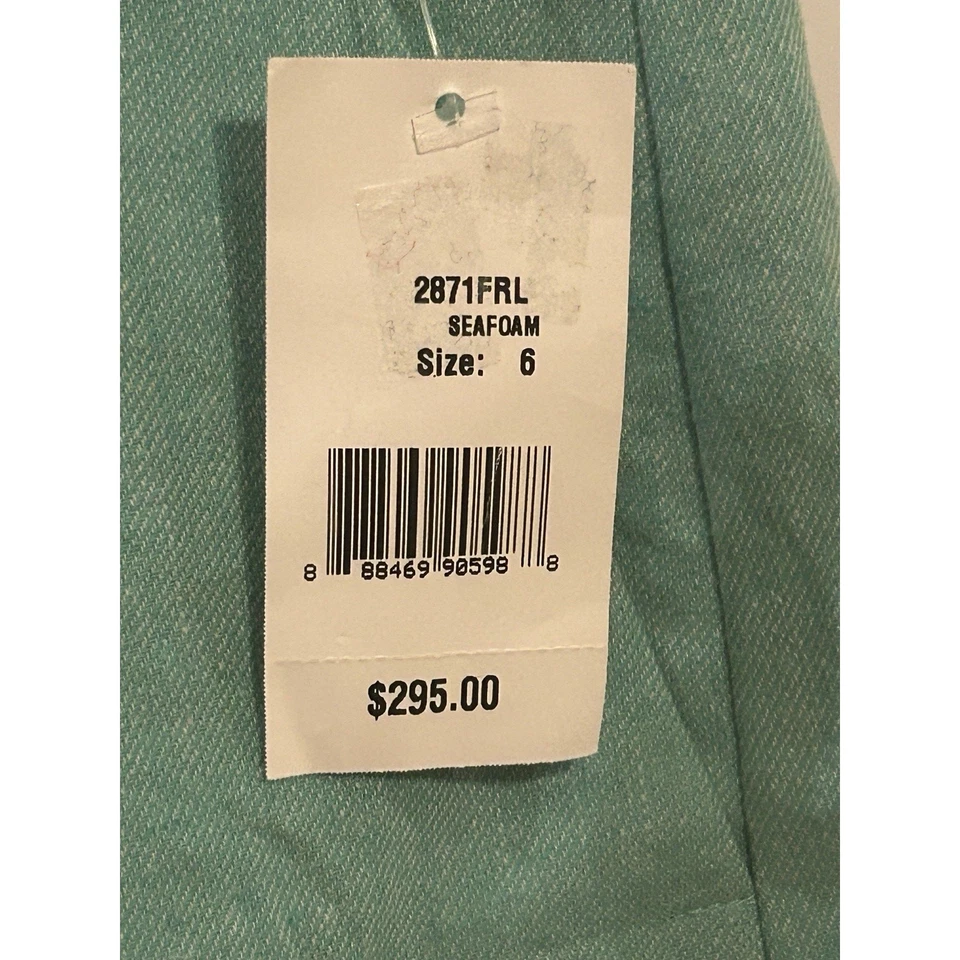 2871FRL
SEAFOAM
Size: 6
8 88469 90598 8
$295.00